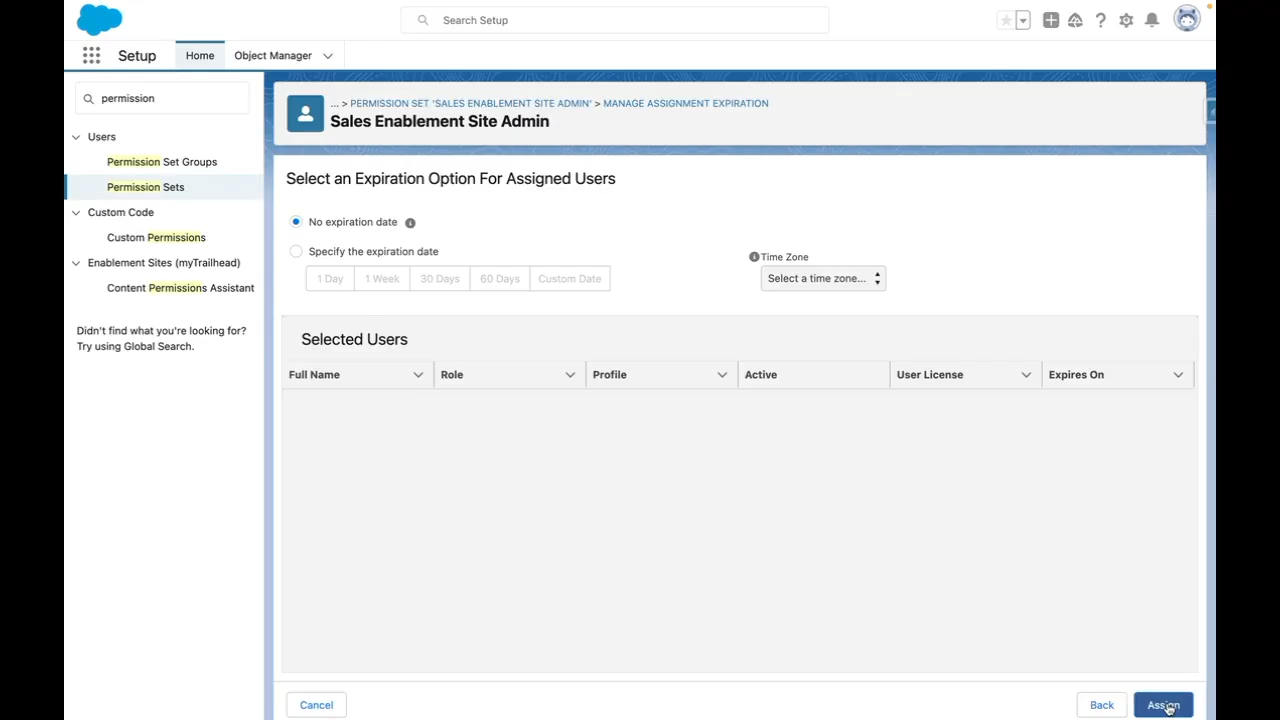 Search Setup
Setup
Home
Object Manager
permission
Users
Permission Set Groups
Permission Sets
Custom Code
Custom Permissions
Enablement Sites (myTrailhead)
Content Permissions Assistant
Didn't find what you're looking for?
Try using Global Search.
... > PERMISSION SET 'SALES ENABLEMENT SITE ADMIN' > MANAGE ASSIGNMENT EXPIRATION
Sales Enablement Site Admin
Select an Expiration Option For Assigned Users
No expiration date
Specify the expiration date
1 Day 1 Week 30 Days 60 Days Custom Date
Time Zone
Select a time zone...
Selected Users
Full Name Role Profile Active User License Expires On
Cancel Back Assign